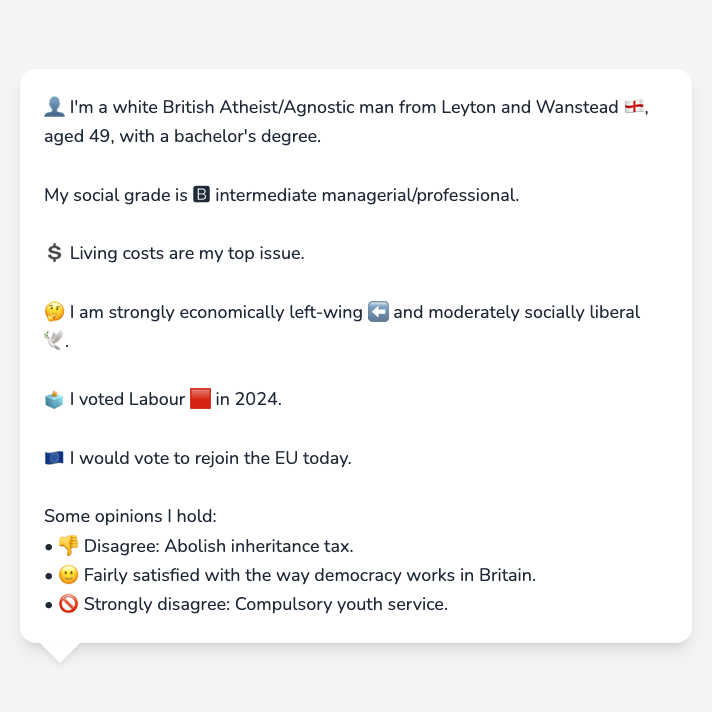 👤 I'm a white British Atheist/Agnostic man from Leyton and Wanstead 🏴󠁧󠁢󠁥󠁮󠁧󠁿,
aged 49, with a bachelor's degree.
My social grade is 🅱 intermediate managerial/professional.
💲 Living costs are my top issue.
🤔 I am strongly economically left-wing ⬅️ and moderately socially liberal
🕊️.
🗳️ I voted Labour 🟥 in 2024.
🇪🇺 I would vote to rejoin the EU today.
Some opinions I hold:
• 👎 Disagree: Abolish inheritance tax.
• 🙂 Fairly satisfied with the way democracy works in Britain.
• 🚫 Strongly disagree: Compulsory youth service.